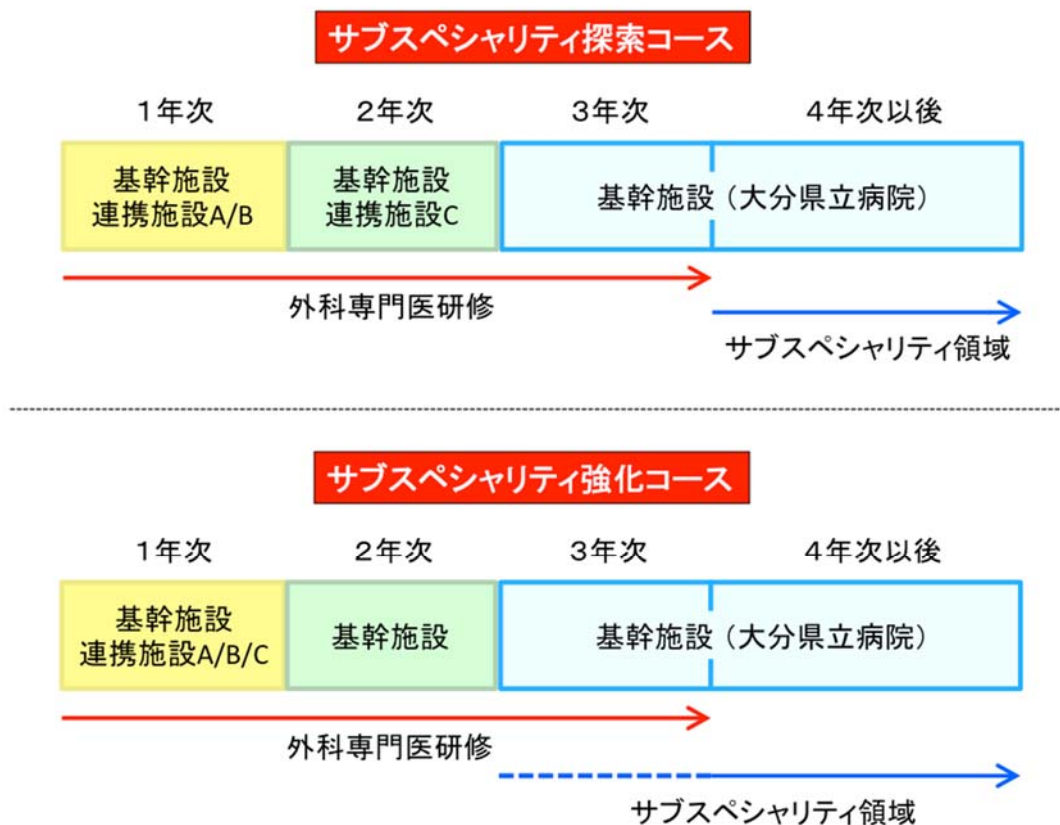 サブスペシャリティ探索コース
１年次 ２年次 ３年次 ４年次以後
基幹施設
連携施設A/B
基幹施設
連携施設C
基幹施設（大分県立病院）
外科専門医研修
サブスペシャリティ領域
サブスペシャリティ強化コース
１年次 ２年次 ３年次 ４年次以後
基幹施設
連携施設A/B/C
基幹施設
基幹施設（大分県立病院）
外科専門医研修
サブスペシャリティ領域